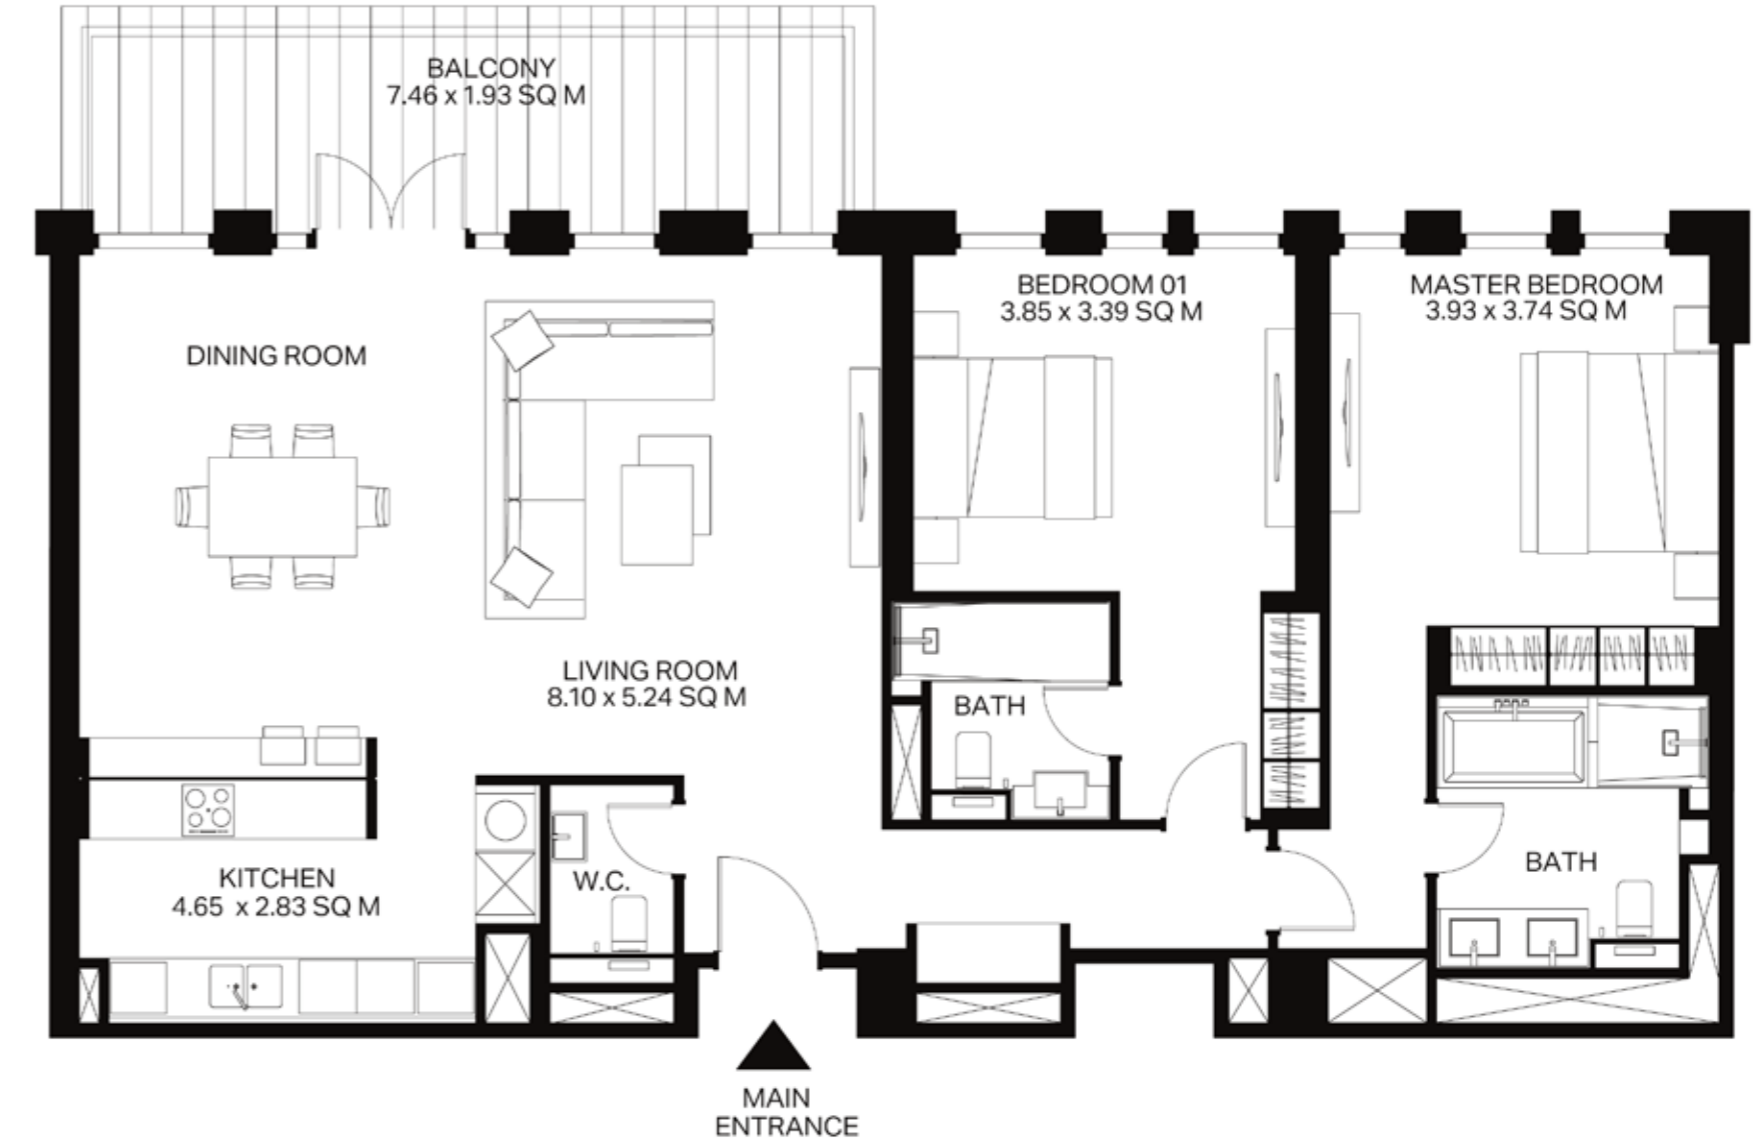 BALCONY
7.46 x 1.93 SQ M
BEDROOM 01
3.85 x 3.39 SQ M
MASTER BEDROOM
3.93 x 3.74 SQ M
DINING ROOM
LIVING ROOM
8.10 x 5.24 SQ M
BATH
KITCHEN
4.65 x 2.83 SQ M
W.C.
BATH
MAIN
ENTRANCE